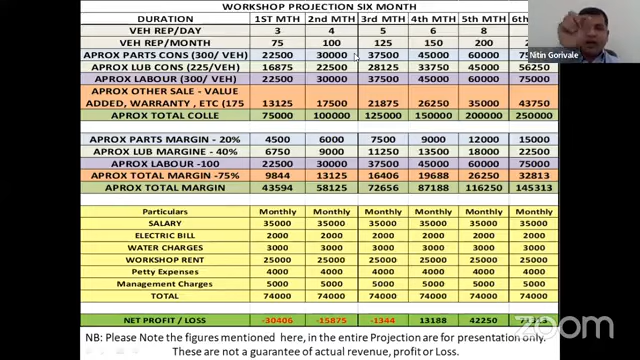 WORKSHOP PROJECTION SIX MONTH
DURATION 1ST MTH 2nd MTH 3rd MTH 4th MTH 5th MTH 6th
VEH REP/DAY 3 4 5 6 8
VEH REP/MONTH 75 100 125 150 200
APROX PARTS CONS (300/ VEH) 22500 30000 37500 45000 60000
Nitin Gorivale
APROX LUB CONS (225/VEH) 16875 22500 28125 33750 45000 56250
APROX LABOUR (300/ VEH) 22500 30000 37500 45000 60000 75000
APROX OTHER SALE - VALUE
ADDED, WARRANTY , ETC (175 13125 17500 21875 26250 35000 43750
APROX TOTAL COLLE 75000 100000 125000 150000 200000 250000
APROX PARTS MARGIN - 20% 4500 6000 7500 9000 12000 15000
APROX LUB MARGINE - 40% 6750 9000 11250 13500 18000 22500
APROX LABOUR -100 22500 30000 37500 45000 60000 75000
APROX TOTAL MARGIN -75% 9844 13125 16406 19688 26250 32813
APROX TOTAL MARGIN 43594 58125 72656 87188 116250 145313
Particulars Monthly Monthly Monthly Monthly Monthly Monthly
SALARY 35000 35000 35000 35000 35000 35000
ELECTRIC BILL 2000 2000 2000 2000 2000 2000
WATER CHARGES 3000 3000 3000 3000 3000 3000
WORKSHOP RENT 25000 25000 25000 25000 25000 25000
Petty Expenses 4000 4000 4000 4000 4000 4000
Management Charges 5000 5000 5000 5000 5000 5000
TOTAL 74000 74000 74000 74000 74000 74000
NET PROFIT / LOSS -30406 -15875 -1344 13188 42250
zoom
NB: Please Note the figures mentioned here, in the entire Projection are for presentation only.
These are not a guarantee of actual revenue, profit or Loss.